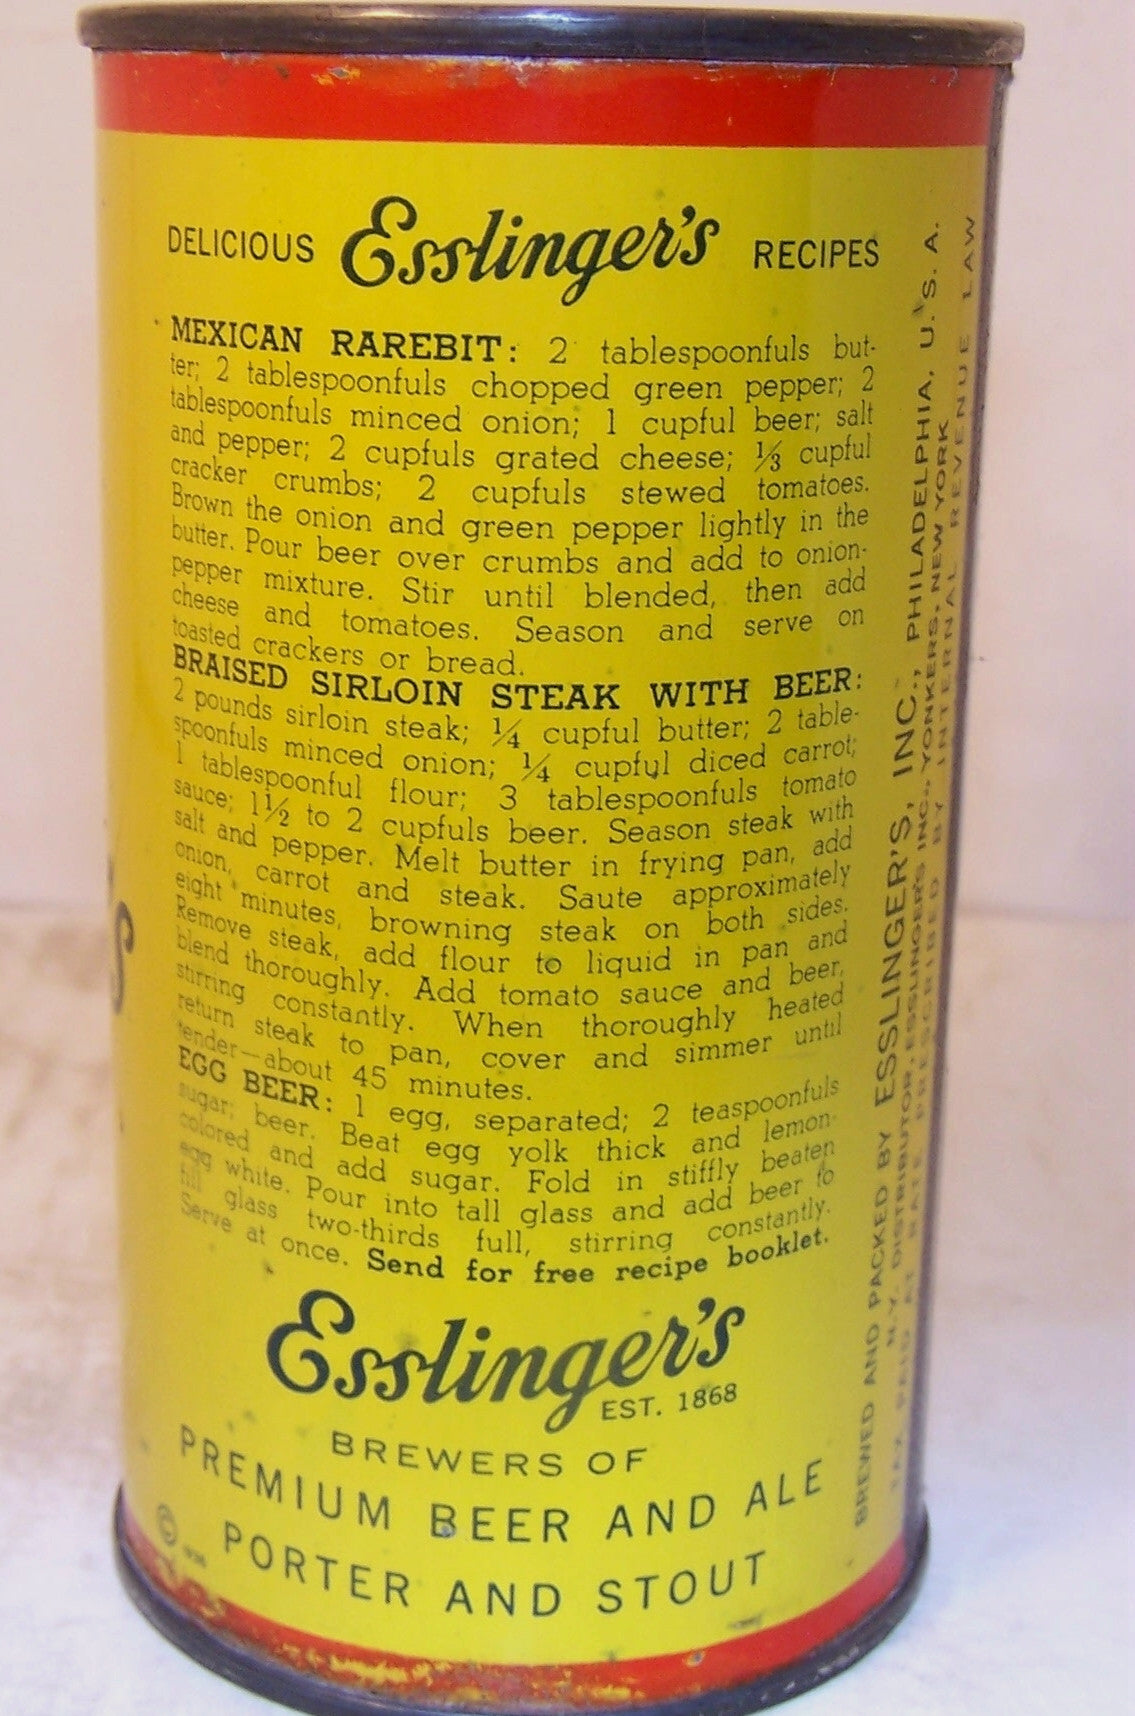 DELICIOUS Esslinger's RECIPES
MEXICAN RAREBIT: 2 tablespoonfuls but-
ter; 2 tablespoonfuls chopped green pepper; 2
tablespoonfuls minced onion; 1 cupful beer; salt
and pepper; 2 cupfuls grated cheese; 1/3 cupful
cracker crumbs; 2 cupfuls stewed tomatoes.
Brown the onion and green pepper lightly in the
butter. Pour beer over crumbs and add to onion-
pepper mixture. Stir until blended, then add
cheese and tomatoes. Season and serve on
toasted crackers or bread.
BRAISED SIRLOIN STEAK WITH BEER:
2 pounds sirloin steak; 1/4 cupful butter; 2 table-
spoonfuls minced onion; 1/4 cupful diced carrot;
1 tablespoonful flour; 3 tablespoonfuls tomato
sauce; 1 1/2 to 2 cupfuls beer. Season steak with
salt and pepper. Melt butter in frying pan, add
onion, carrot and steak. Saute approximately
eight minutes, browning steak on both sides.
Remove steak, add flour to liquid in pan and
blend thoroughly. Add tomato sauce and beer,
stirring constantly. When thoroughly heated
return steak to pan, cover and simmer until
tender—about 45 minutes.
EGG BEER: 1 egg, separated; 2 teaspoonfuls
sugar; beer. Beat egg yolk thick and lemon-
colored and add sugar. Fold in stiffly beaten
egg white. Pour into tall glass and add beer to
fill glass two-thirds full, stirring constantly.
Serve at once. Send for free recipe booklet.
Esslinger's
EST. 1868
BREWERS OF
PREMIUM BEER AND ALE
PORTER AND STOUT
©
BREWED AND PACKED BY ESSLINGER'S, INC., PHILADELPHIA, U. S. A.
N.Y. DISTRIBUTOR, ESSLINGER'S INC., YONKERS, NEW YORK
TAX PAID AT RATE PRESCRIBED BY INTERNAL REVENUE LAW